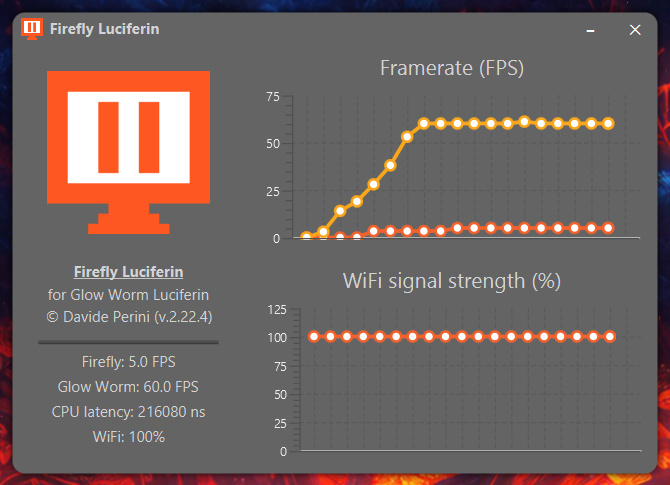 Firefly Luciferin
Firefly Luciferin
for Glow Worm Luciferin
© Davide Perini (v.2.22.4)
Firefly: 5.0 FPS
Glow Worm: 60.0 FPS
CPU latency: 216080 ns
WiFi: 100%
Framerate (FPS)
75
50
25
0
WiFi signal strength (%)
125
100
75
50
25
0